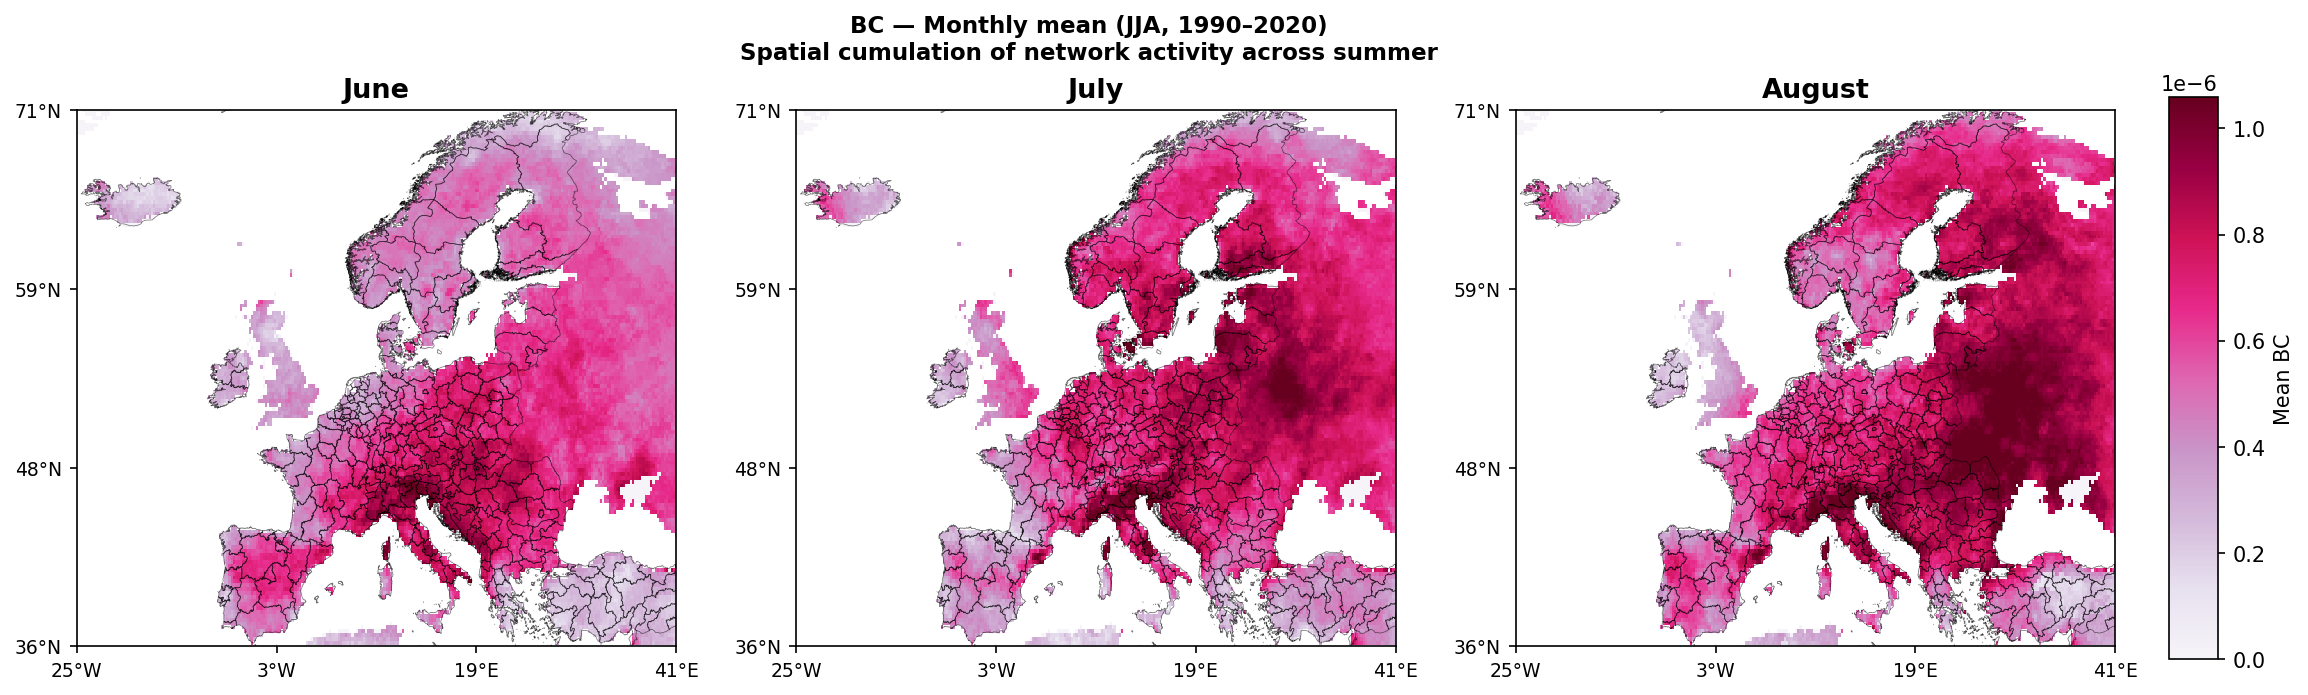 BC — Monthly mean (JJA, 1990–2020)
Spatial cumulation of network activity across summer
June
July
August
71°N
59°N
48°N
36°N
25°W
3°W
19°E
41°E
71°N
59°N
48°N
36°N
25°W
3°W
19°E
41°E
71°N
59°N
48°N
36°N
25°W
3°W
19°E
41°E
1e−6
1.0
0.8
0.6
0.4
0.2
0.0
Mean BC